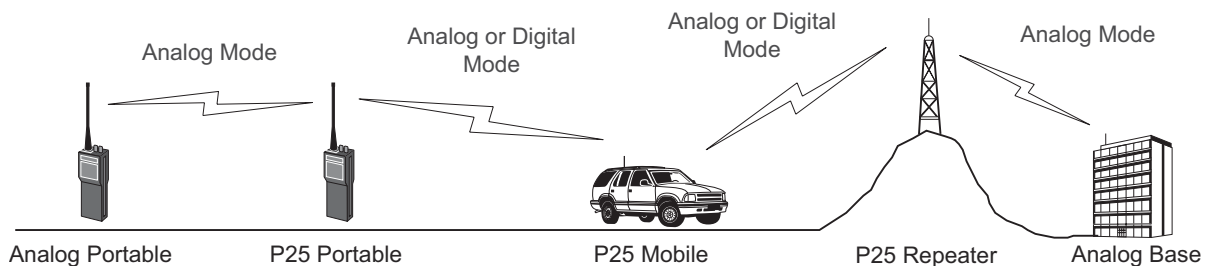 Analog Mode
Analog or Digital
Mode
Analog or Digital
Mode
Analog Mode
Analog Portable
P25 Portable
P25 Mobile
P25 Repeater
Analog Base